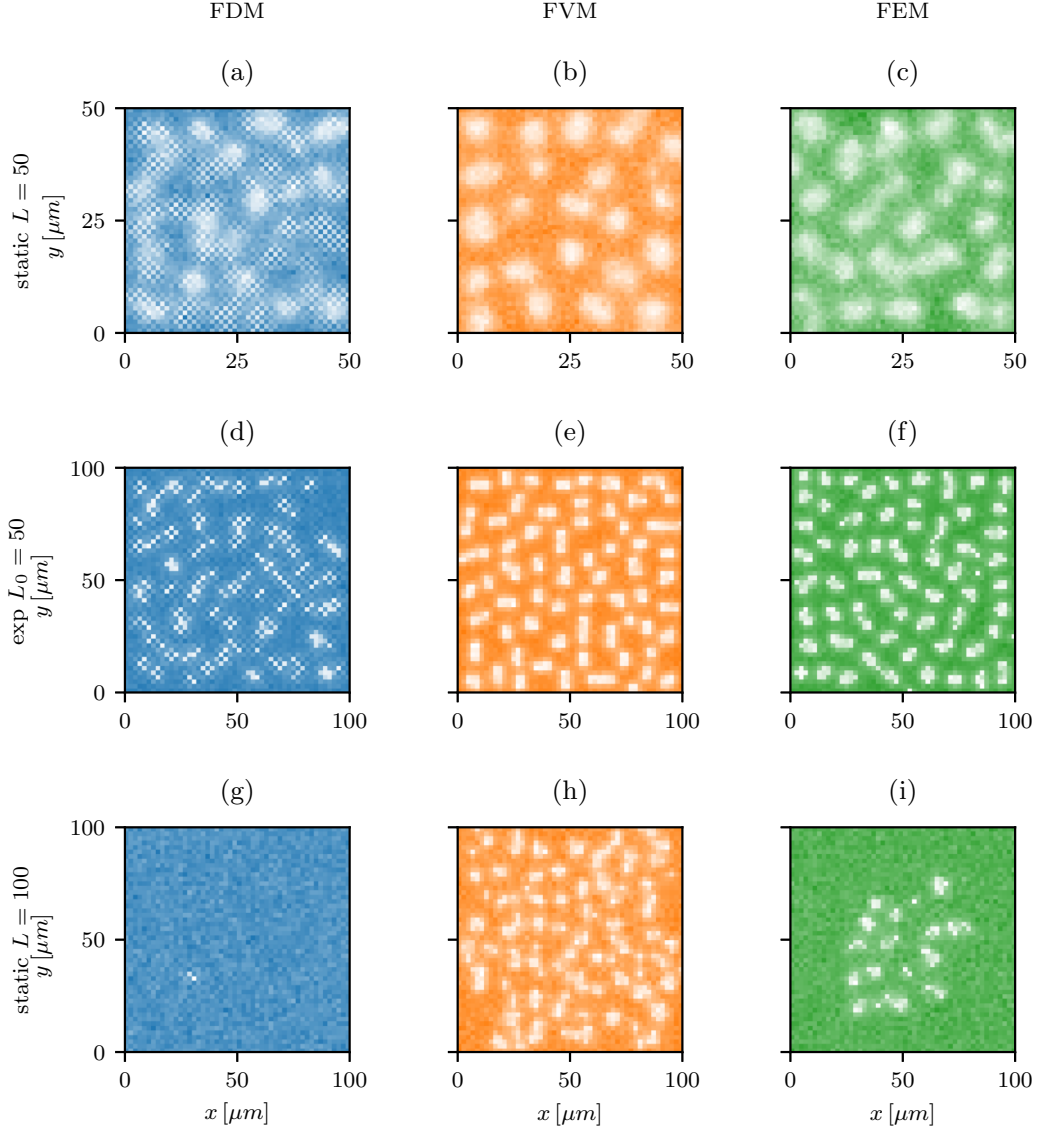 FDM FVM FEM
(a) (b) (c)
static L = 50
y [μm]
50
25
0
0 25 50 0 25 50 0 25 50
(d) (e) (f)
exp L₀ = 50
y [μm]
100
50
0
0 50 100 0 50 100 0 50 100
(g) (h) (i)
static L = 100
y [μm]
100
50
0
0 50 100 0 50 100 0 50 100
x [μm] x [μm] x [μm]